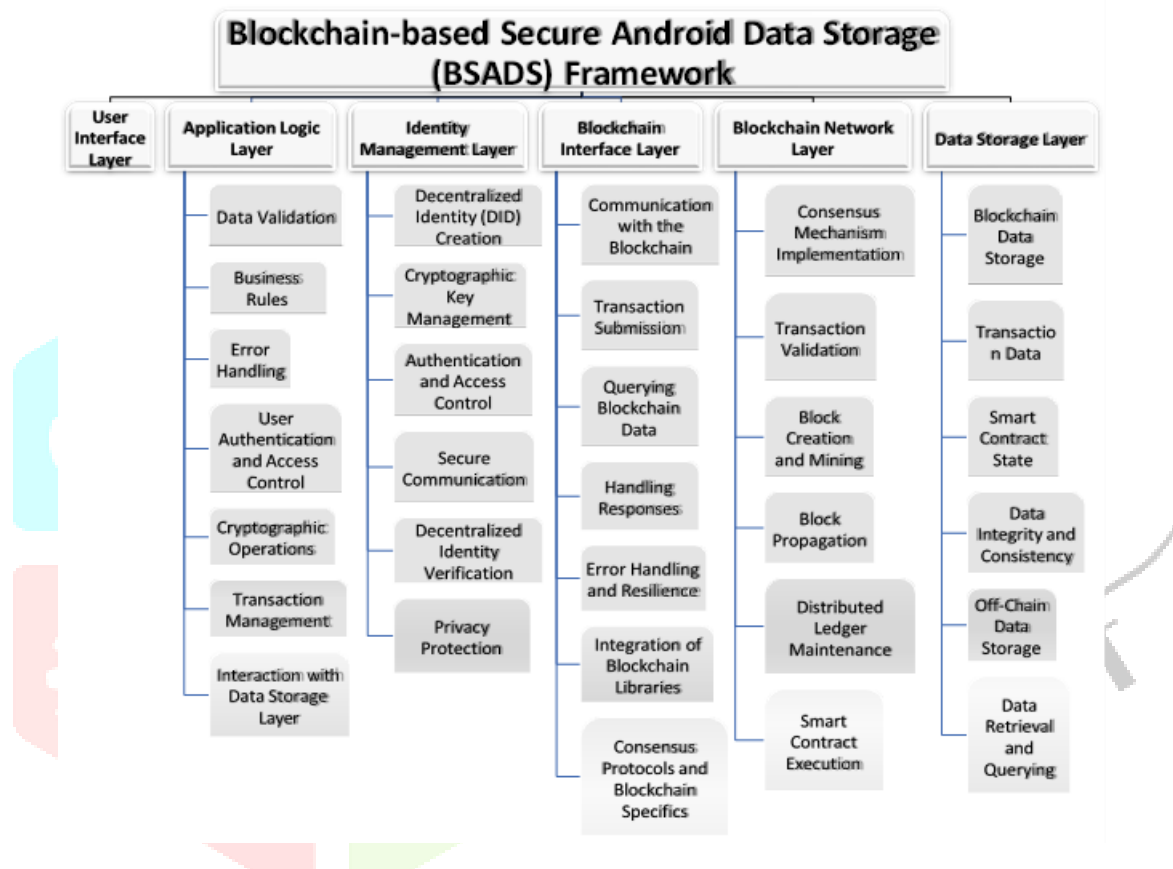 Blockchain-based Secure Android Data Storage
(BSADS) Framework
User
Interface
Layer
Application Logic
Layer
Data Validation
Business
Rules
Error
Handling
User
Authentication
and Access
Control
Cryptographic
Operations
Transaction
Management
Interaction with
Data Storage
Layer
Identity
Management Layer
Decentralized
Identity (DID)
Creation
Cryptographic
Key
Management
Authentication
and Access
Control
Secure
Communication
Decentralized
Identity
Verification
Privacy
Protection
Blockchain
Interface Layer
Communication
with the
Blockchain
Transaction
Submission
Querying
Blockchain
Data
Handling
Responses
Error Handling
and Resilience
Integration of
Blockchain
Libraries
Consensus
Protocols and
Blockchain
Specifics
Blockchain Network
Layer
Consensus
Mechanism
Implementation
Transaction
Validation
Block
Creation
and Mining
Block
Propagation
Distributed
Ledger
Maintenance
Smart
Contract
Execution
Data Storage Layer
Blockchain
Data
Storage
Transactio
n Data
Smart
Contract
State
Data
Integrity and
Consistency
Off-Chain
Data
Storage
Data
Retrieval
and
Querying